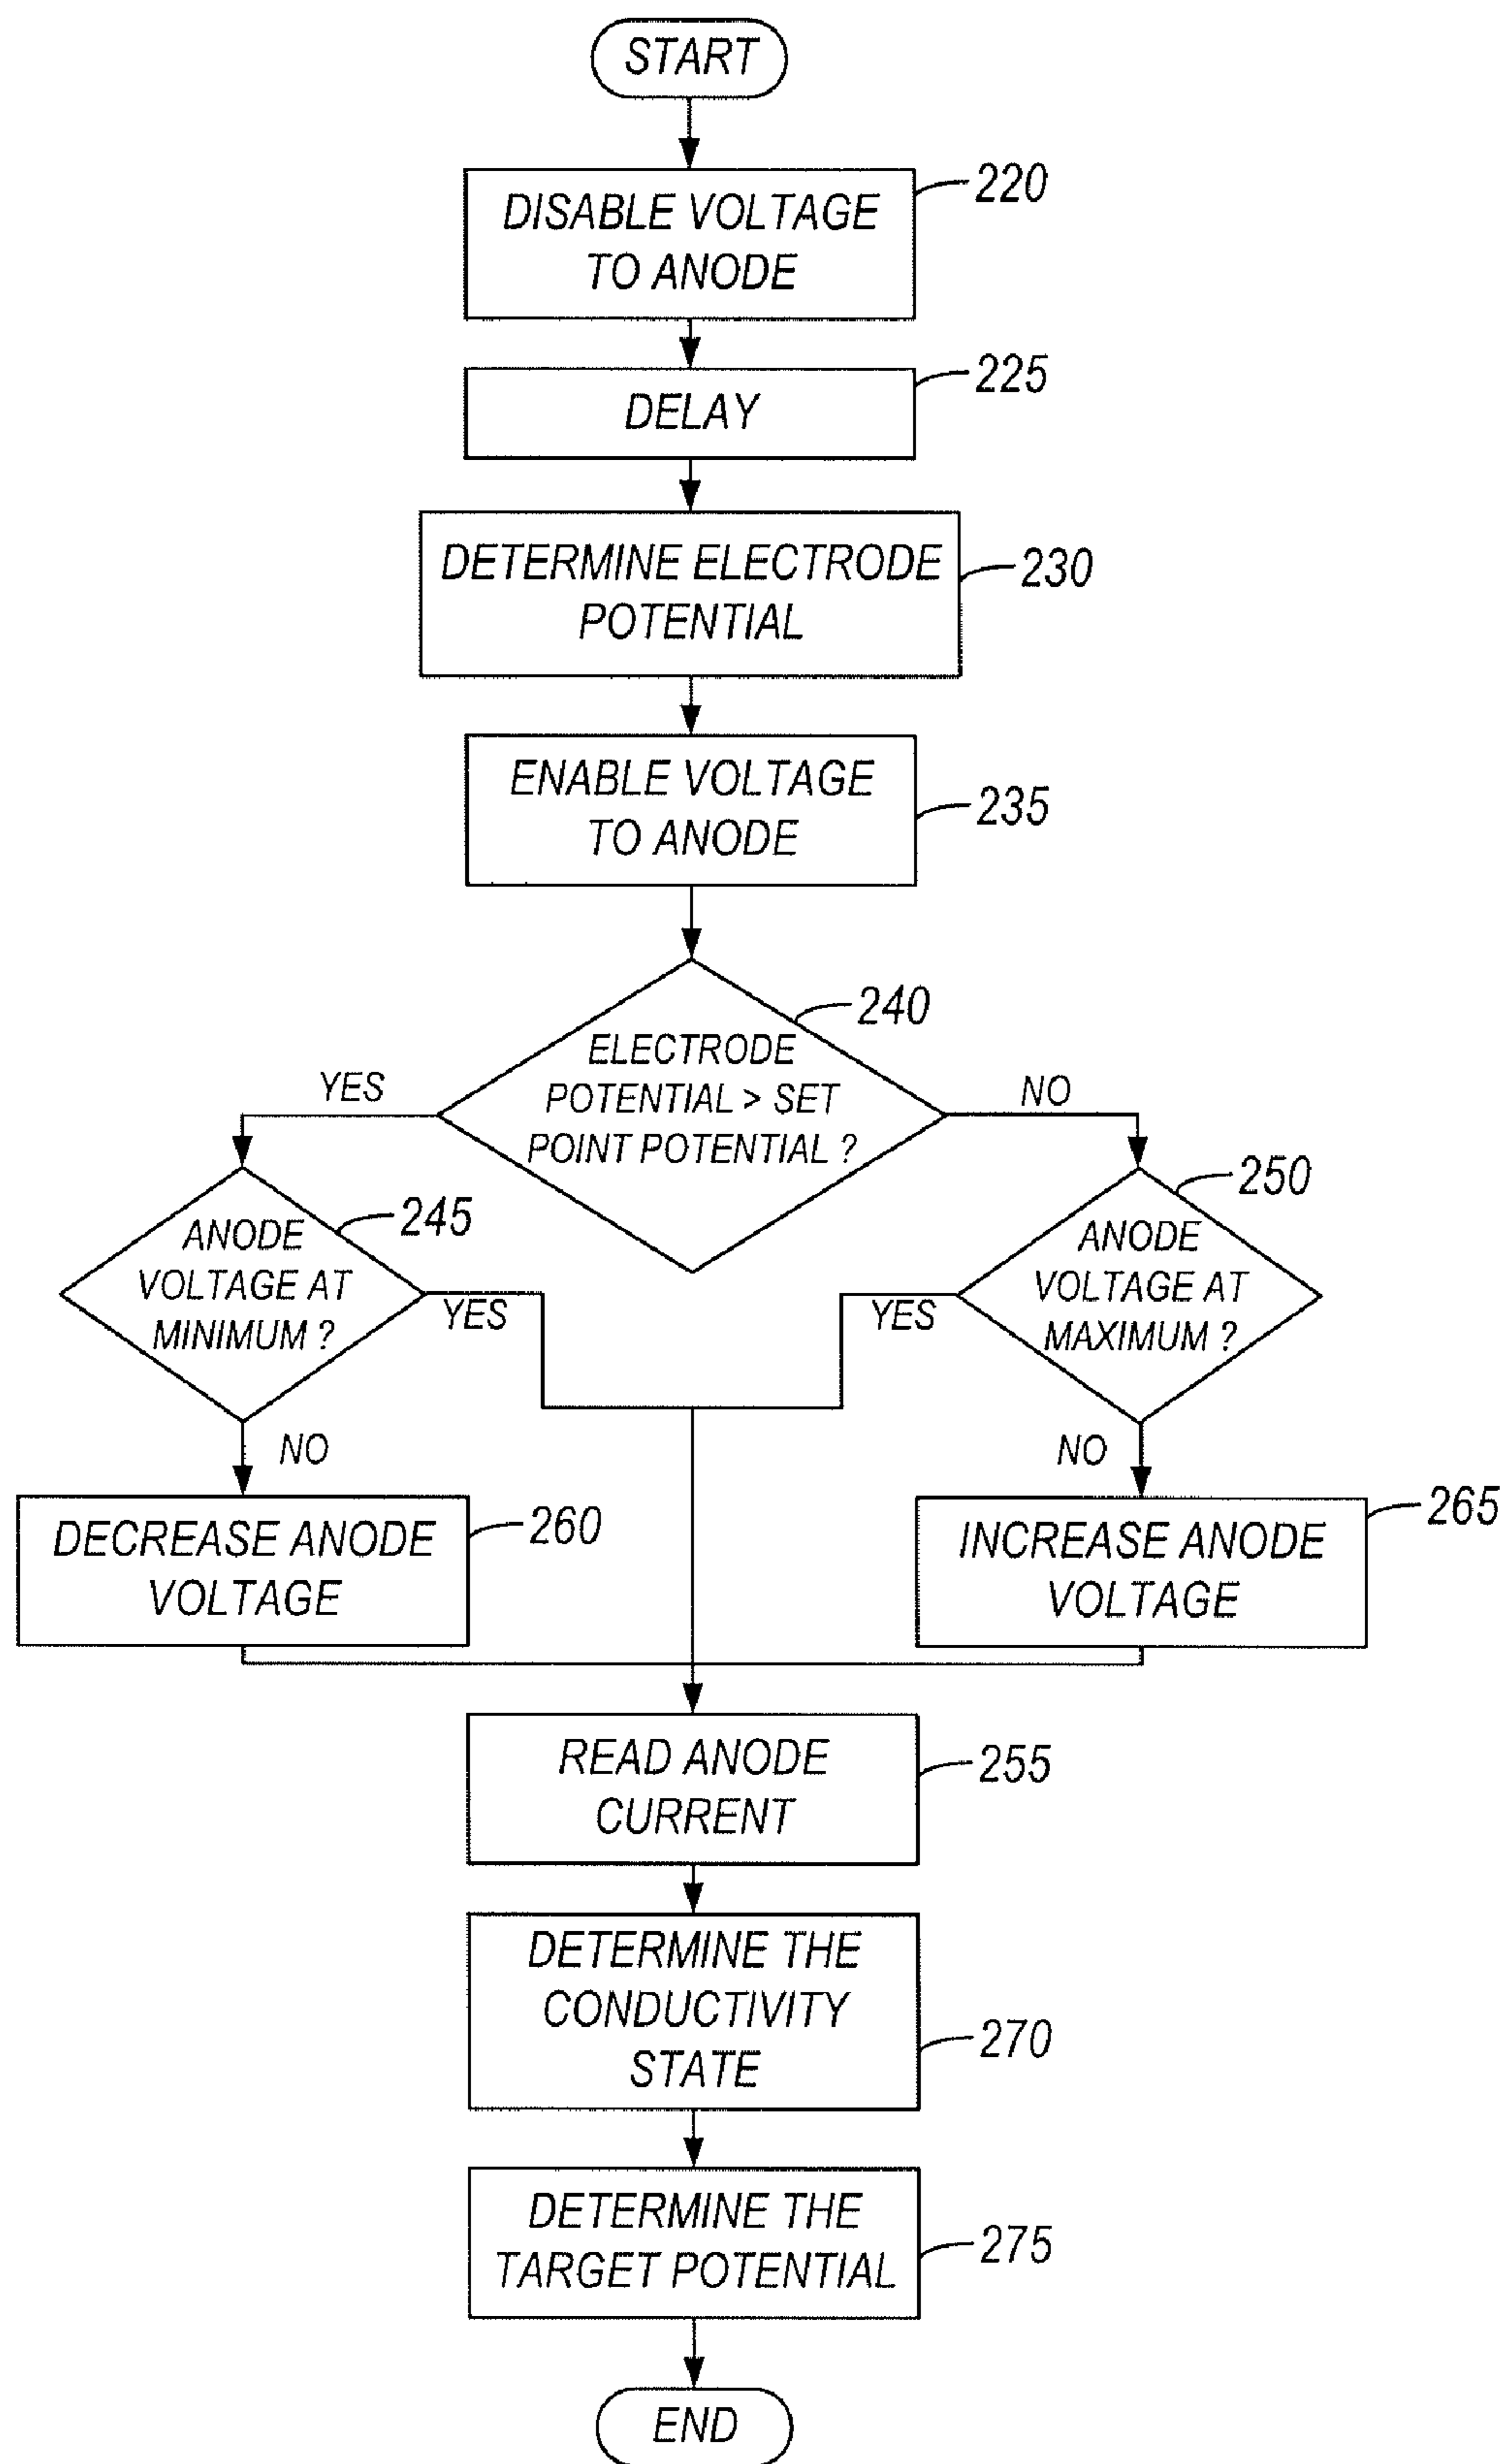 START
220
DISABLE VOLTAGE
TO ANODE
225
DELAY
DETERMINE ELECTRODE
POTENTIAL
230
ENABLE VOLTAGE
TO ANODE
235
240
ELECTRODE
POTENTIAL > SET
POINT POTENTIAL ?
YES
NO
245
ANODE
VOLTAGE AT
MINIMUM ?
YES
250
ANODE
VOLTAGE AT
MAXIMUM ?
YES
NO
NO
DECREASE ANODE
VOLTAGE
260
INCREASE ANODE
VOLTAGE
265
READ ANODE
CURRENT
255
DETERMINE THE
CONDUCTIVITY
STATE
270
DETERMINE THE
TARGET POTENTIAL
275
END